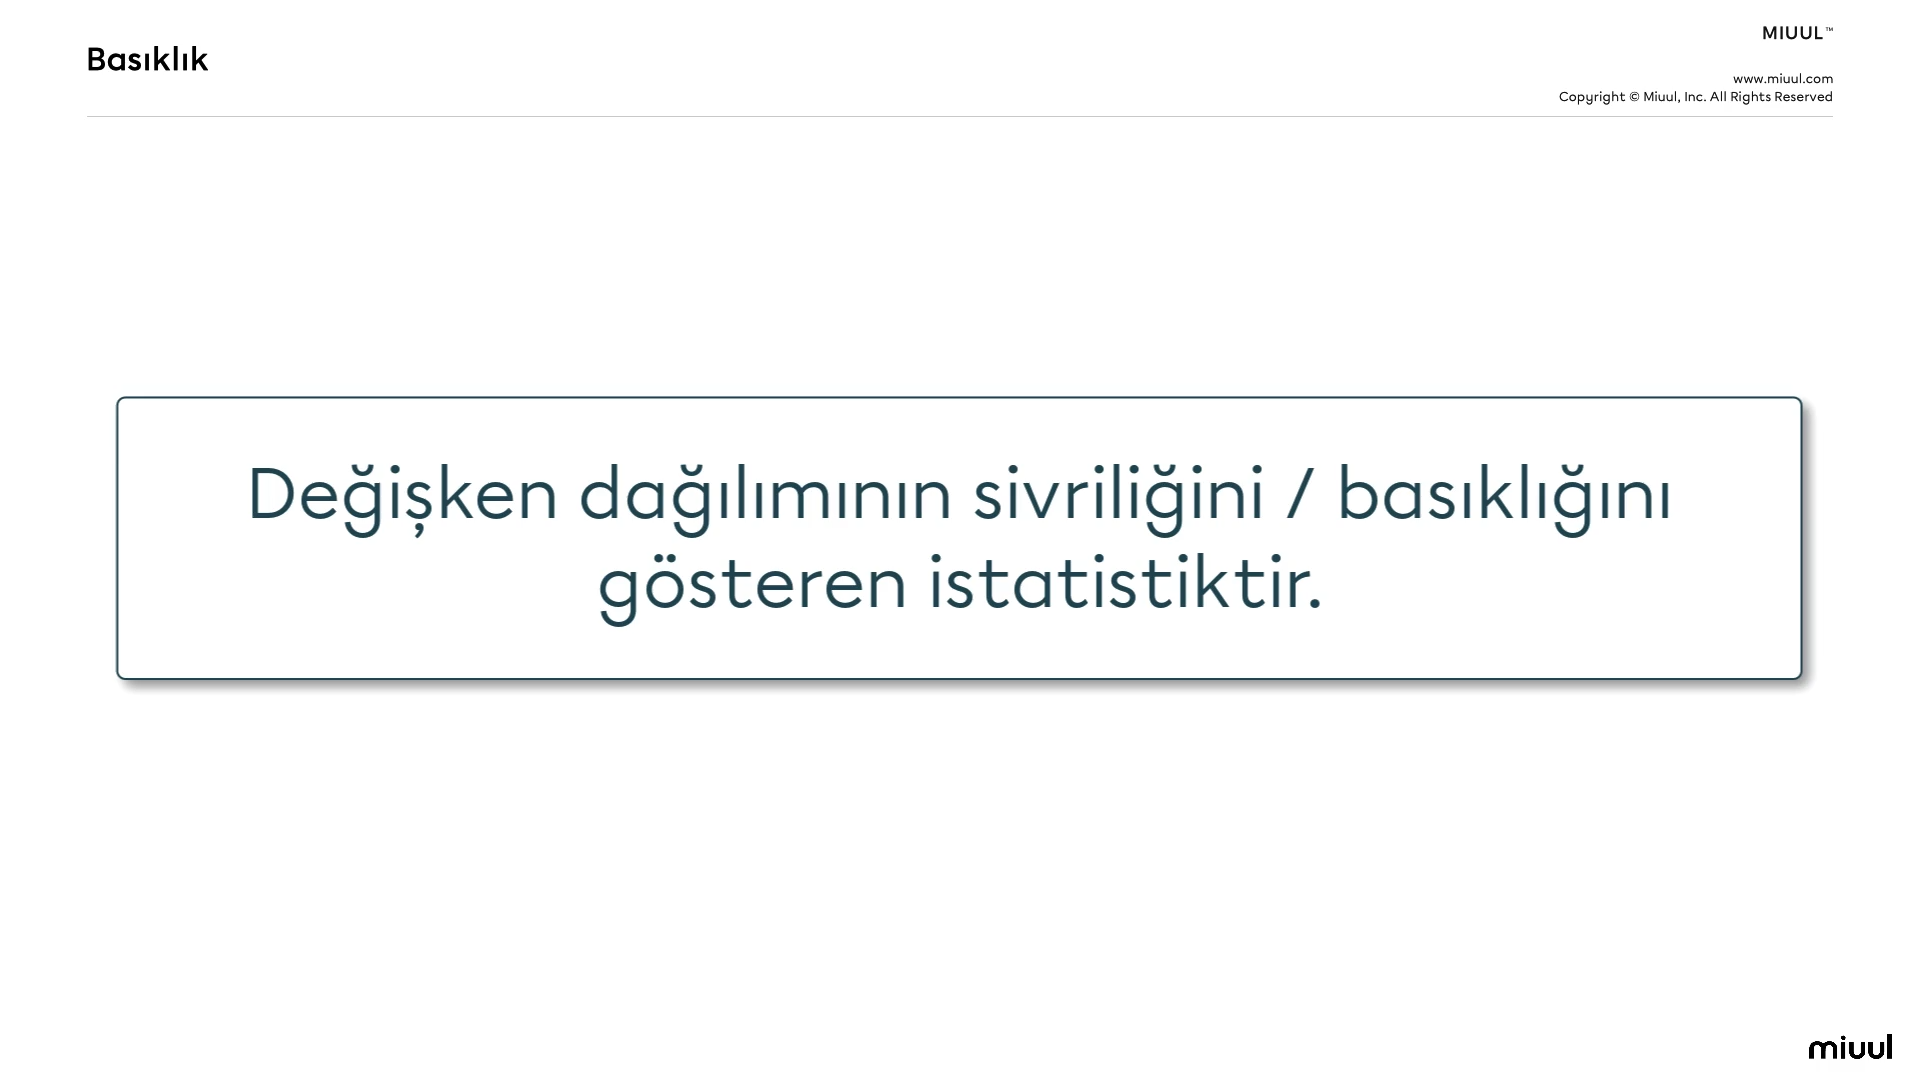 Basıklık
MIUUL™
www.miuul.com
Copyright © Miuul, Inc. All Rights Reserved
Değişken dağılımının sivriliğini / basıklığını
gösteren istatistiktir.
miuul